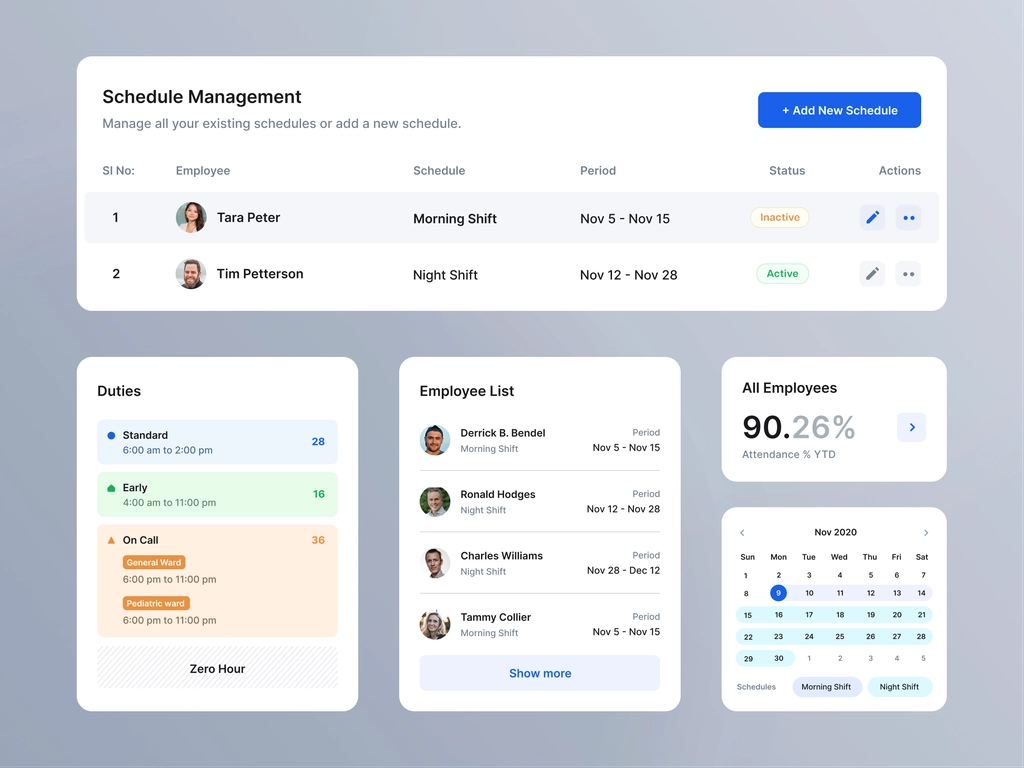 Schedule Management
Manage all your existing schedules or add a new schedule.
+ Add New Schedule
Sl No: Employee Schedule Period Status Actions
1 Tara Peter Morning Shift Nov 5 - Nov 15 Inactive
2 Tim Petterson Night Shift Nov 12 - Nov 28 Active
Duties
Standard 28
6:00 am to 2:00 pm
Early 16
4:00 am to 11:00 pm
On Call 36
General Ward
6:00 pm to 11:00 pm
Pediatric ward
6:00 pm to 11:00 pm
Zero Hour
Employee List
Derrick B. Bendel Period
Morning Shift Nov 5 - Nov 15
Ronald Hodges Period
Night Shift Nov 12 - Nov 28
Charles Williams Period
Night Shift Nov 28 - Dec 12
Tammy Collier Period
Morning Shift Nov 5 - Nov 15
Show more
All Employees
90.26%
Attendance % YTD
Nov 2020
Sun Mon Tue Wed Thu Fri Sat
1 2 3 4 5 6 7
8 9 10 11 12 13 14
15 16 17 18 19 20 21
22 23 24 25 26 27 28
29 30 1 2 3 4 5
Schedules Morning Shift Night Shift